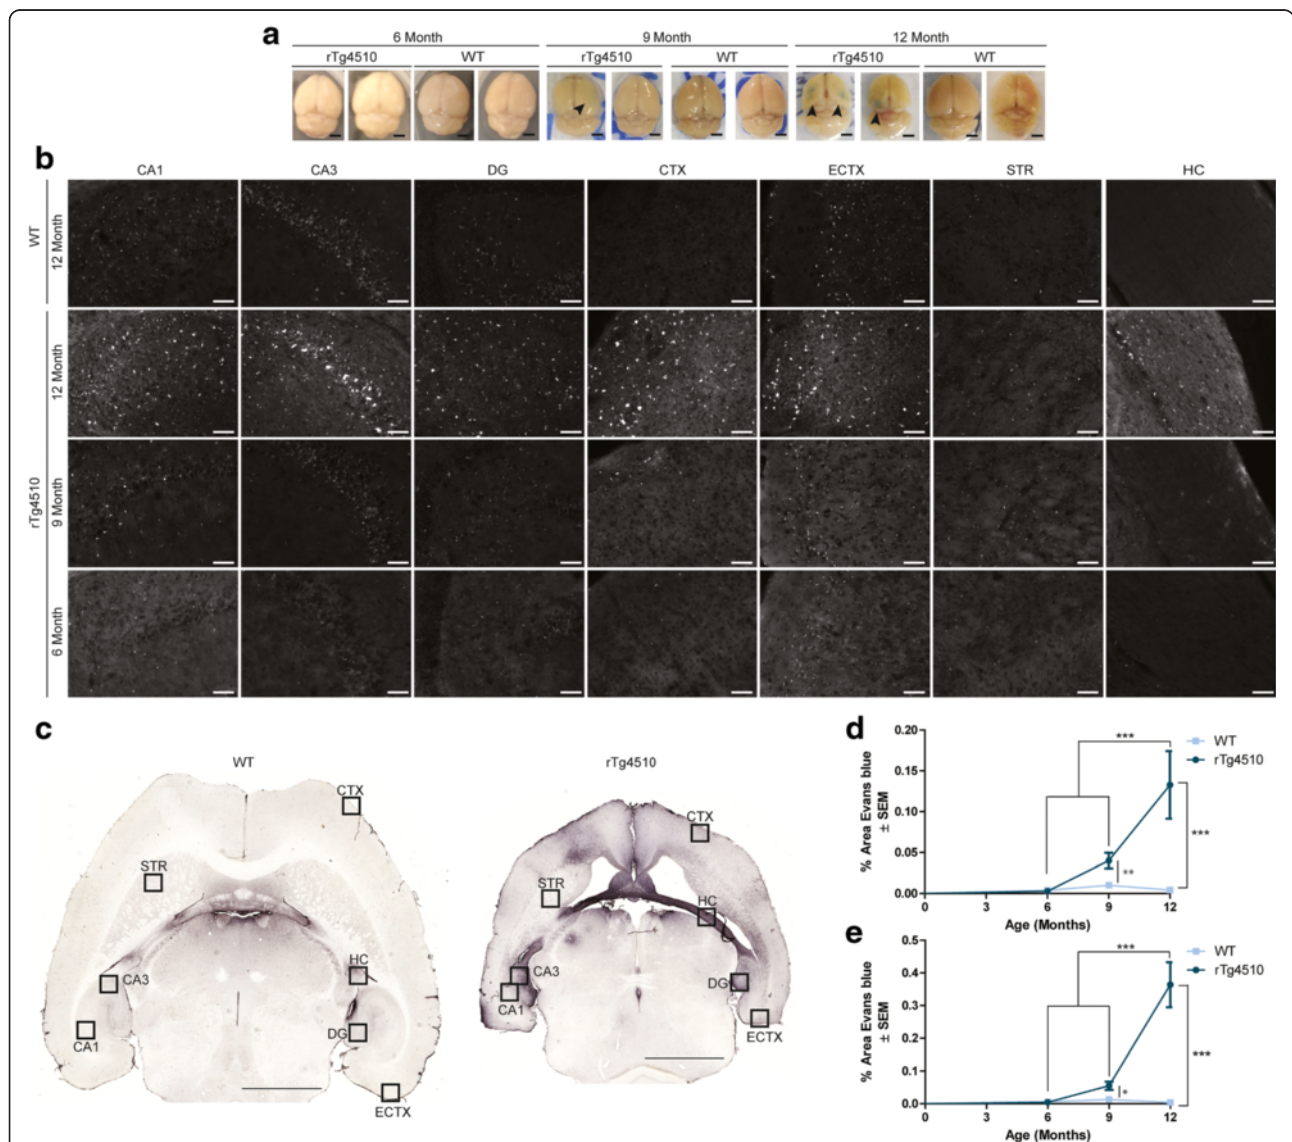 a
6 Month 9 Month 12 Month
rTg4510 WT rTg4510 WT rTg4510 WT
b
CA1 CA3 DG CTX ECTX STR HC
WT
12 Month
rTg4510
12 Month
9 Month
6 Month
c
WT
CTX
STR
HC
CA3
DG
CA1
ECTX
rTg4510
CTX
STR
HC
CA3
DG
CA1
ECTX
d
% Area Evans blue
± SEM
0.20
0.15
0.10
0.05
0.00
0 3 6 9 12
Age (Months)
***
**
***
WT
rTg4510
e
% Area Evans blue
± SEM
0.5
0.4
0.3
0.2
0.1
0.0
0 3 6 9 12
Age (Months)
***
*
***
WT
rTg4510